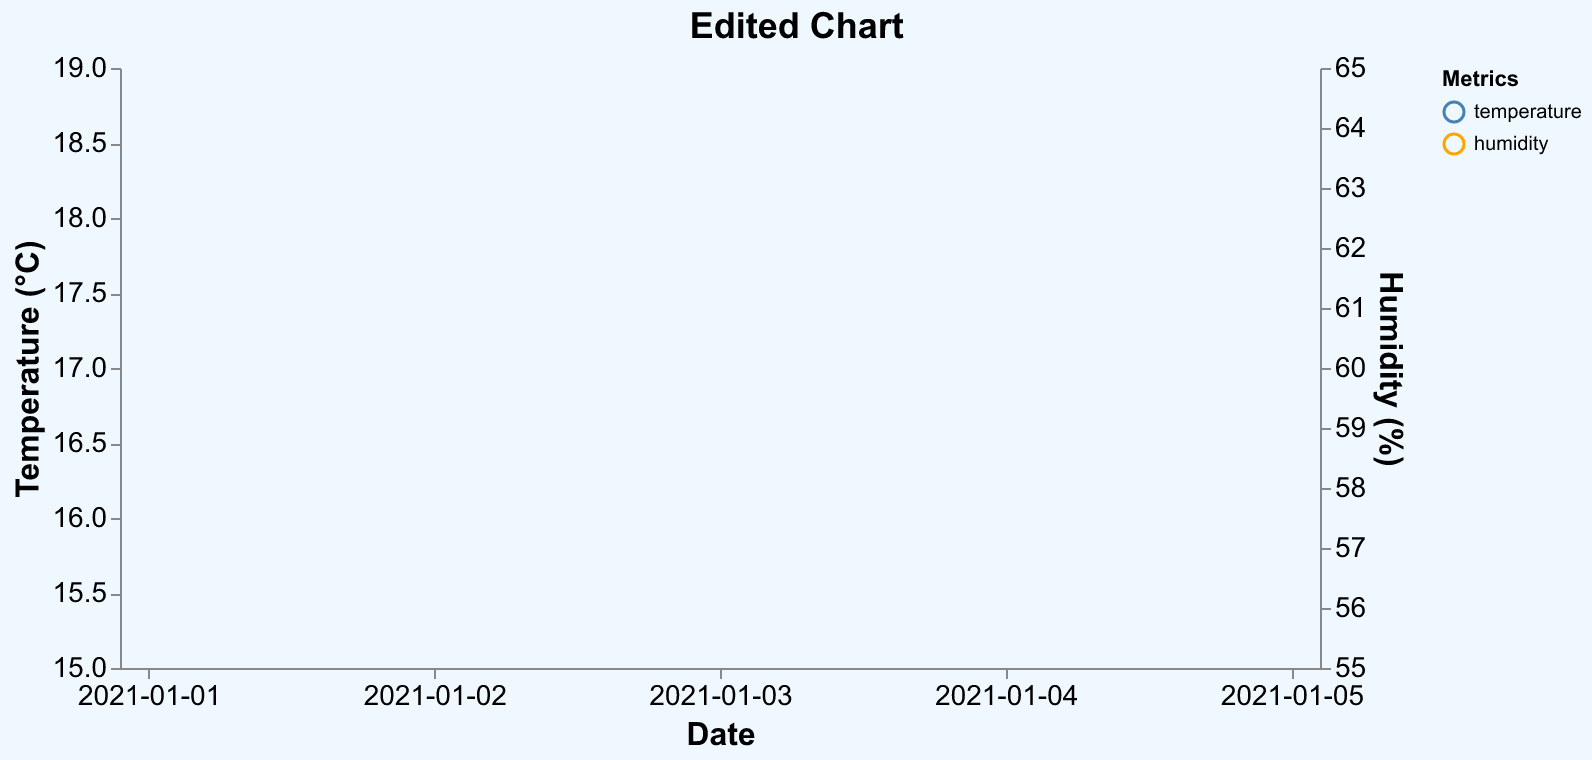 Edited Chart
Temperature (°C)
19.0
18.5
18.0
17.5
17.0
16.5
16.0
15.5
15.0
65
64
63
62
61
60
59
58
57
56
55
Humidity (%)
Metrics
temperature
humidity
2021-01-01 2021-01-02 2021-01-03 2021-01-04 2021-01-05
Date